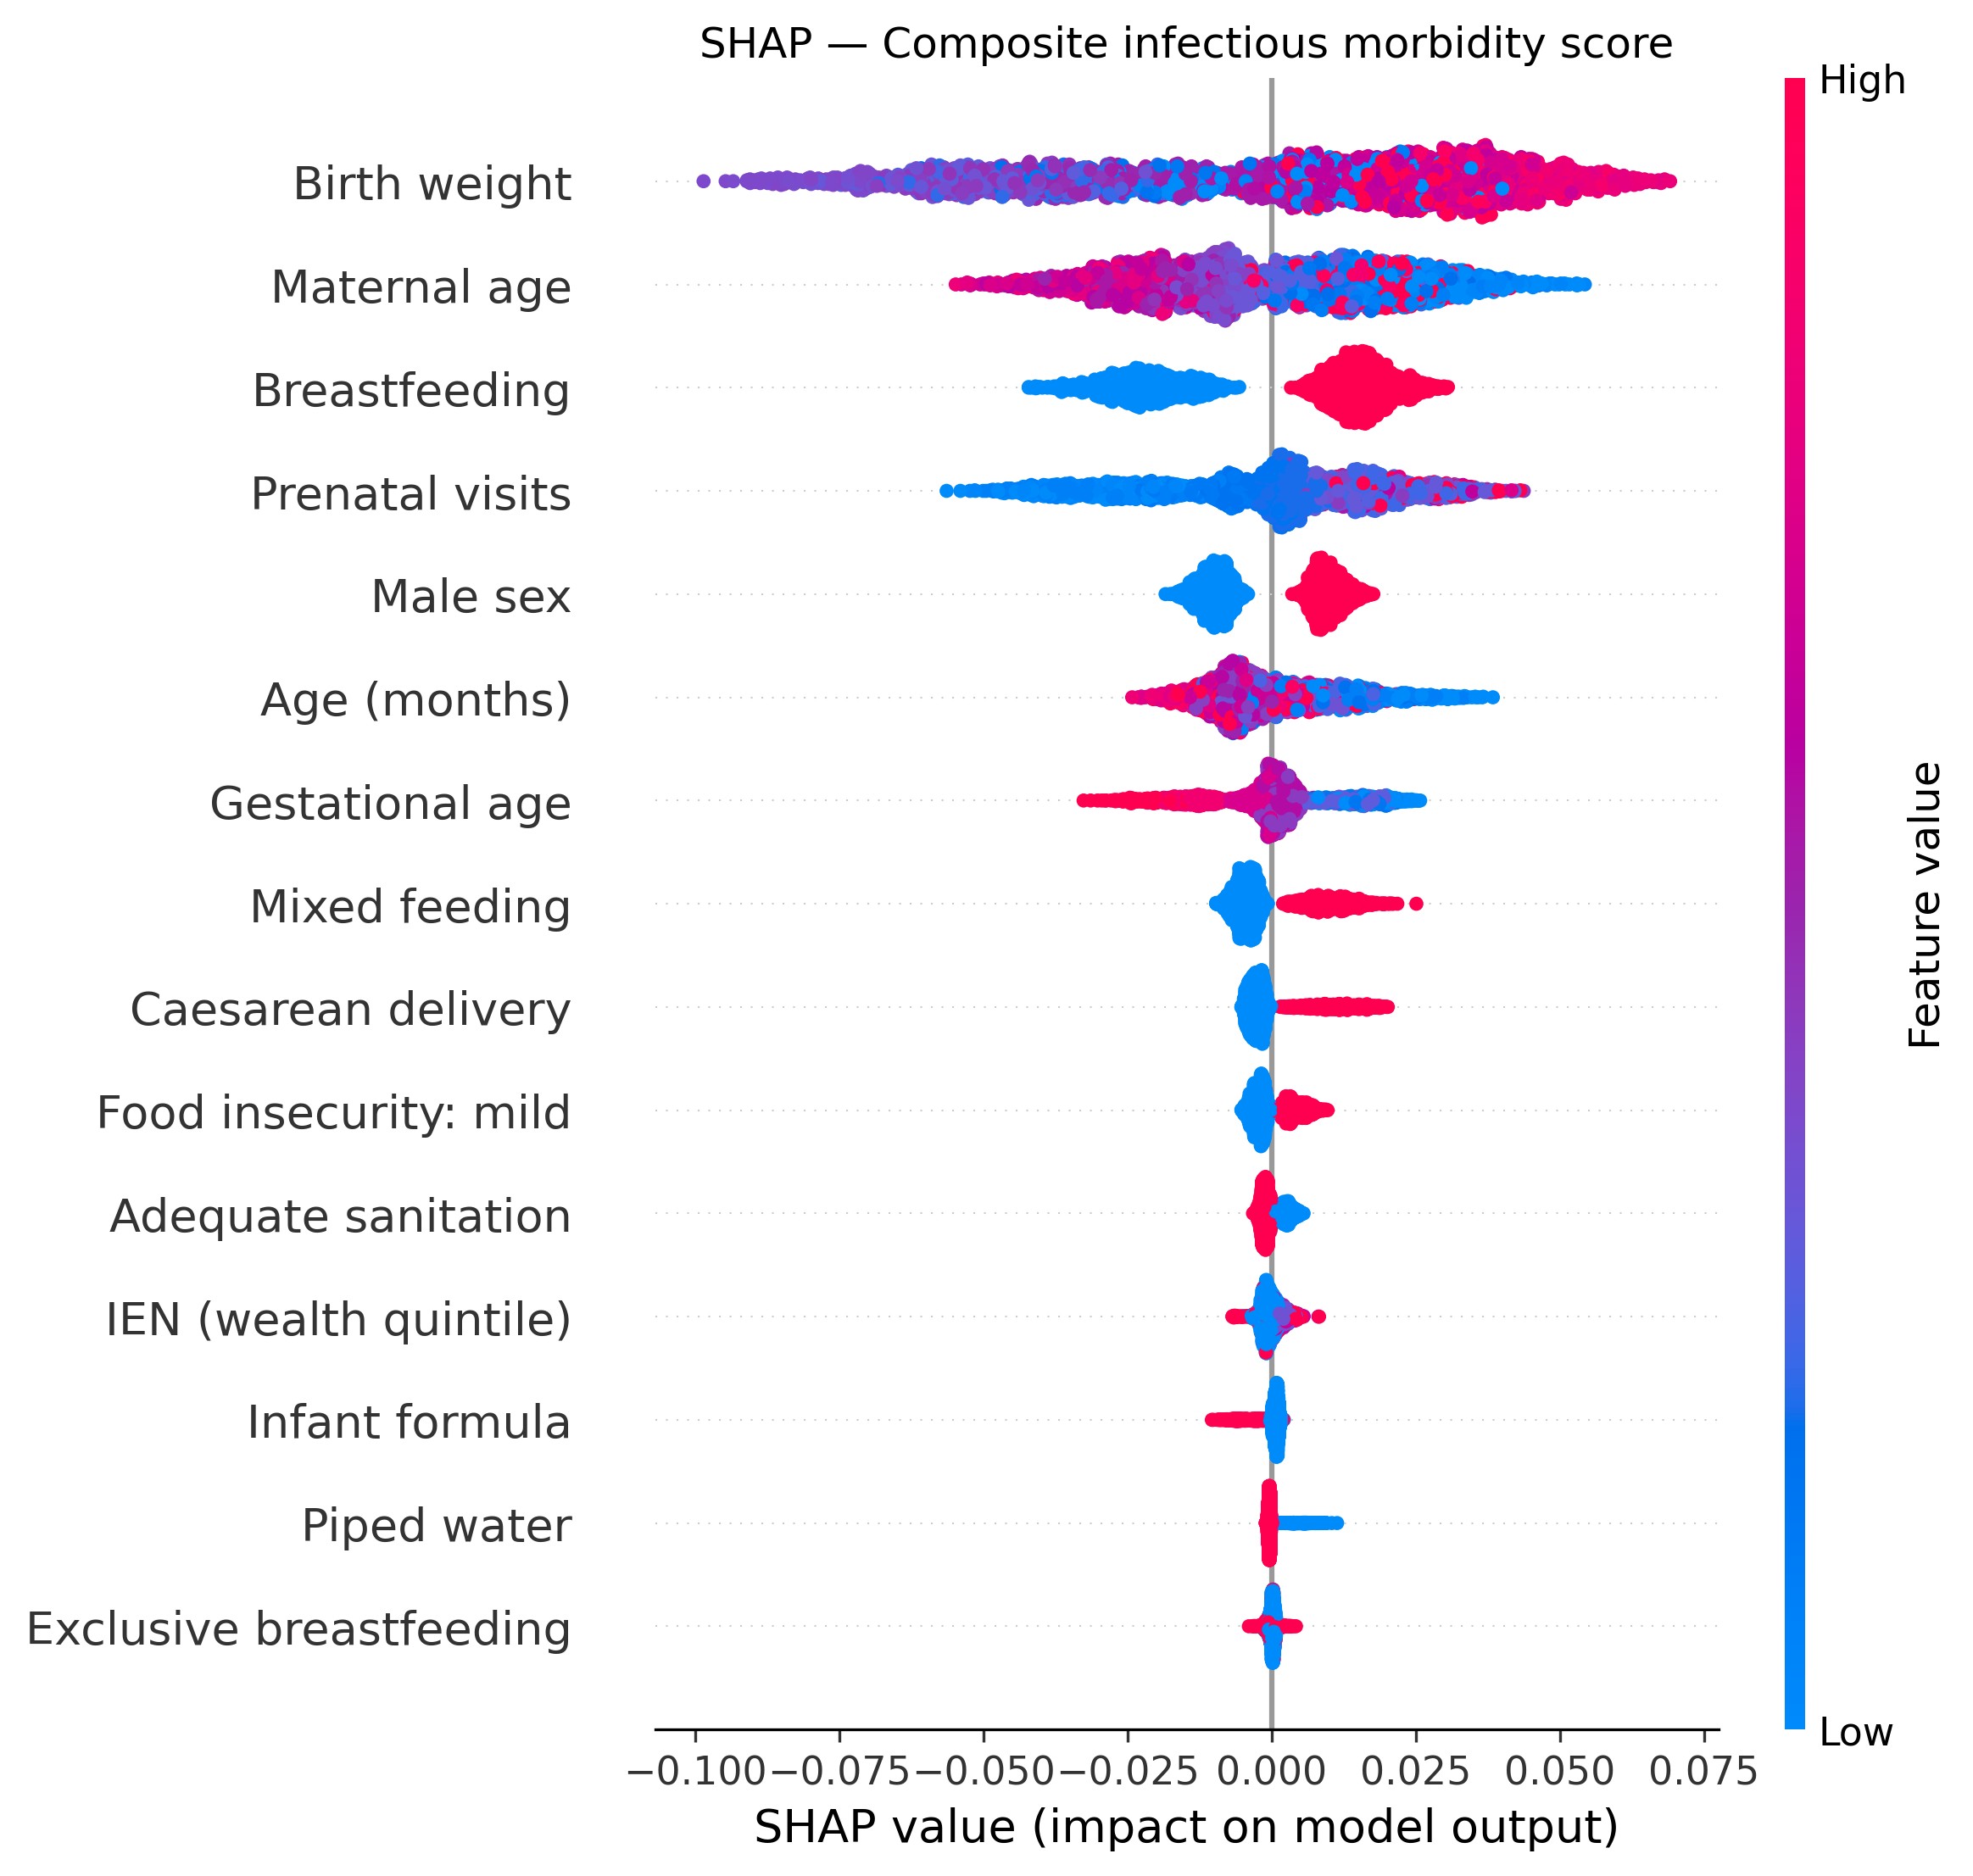 SHAP — Composite infectious morbidity score
High
Birth weight
Maternal age
Breastfeeding
Prenatal visits
Male sex
Age (months)
Gestational age
Mixed feeding
Caesarean delivery
Food insecurity: mild
Adequate sanitation
IEN (wealth quintile)
Infant formula
Piped water
Exclusive breastfeeding
Feature value
Low
−0.100 −0.075 −0.050 −0.025 0.000 0.025 0.050 0.075
SHAP value (impact on model output)